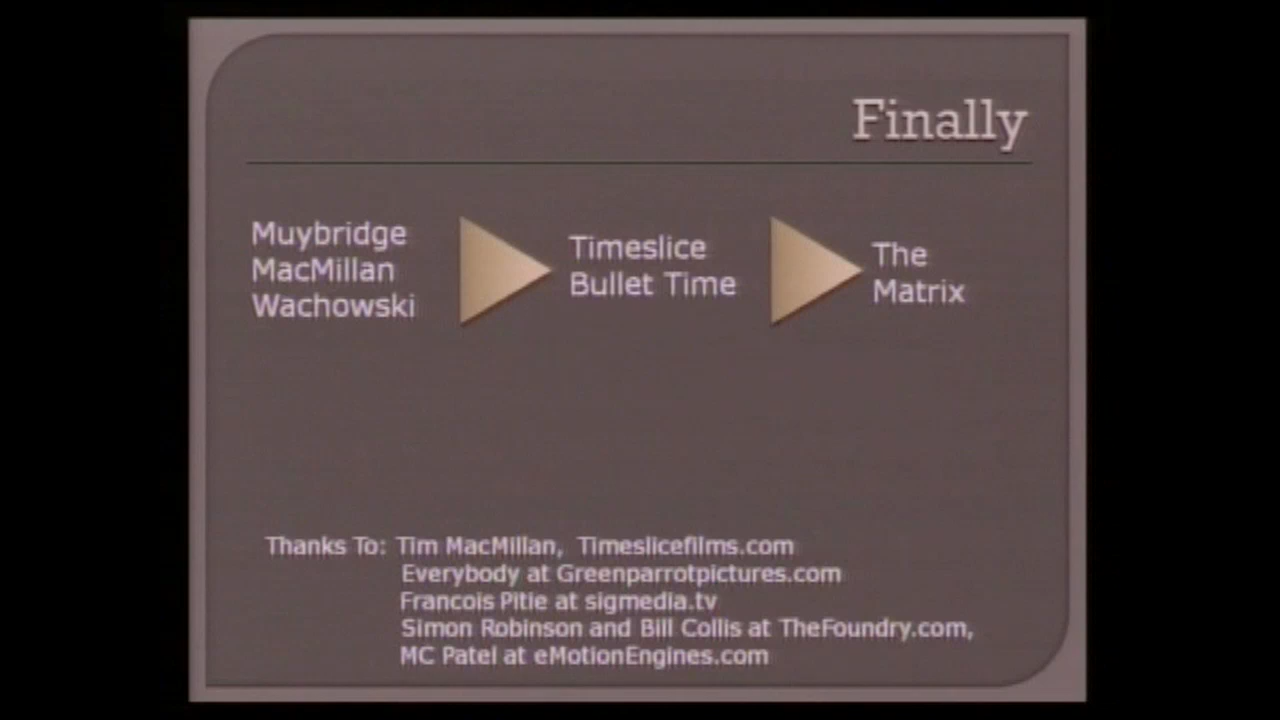 Finally
Muybridge
MacMillan
Wachowski
Timeslice
Bullet Time
The
Matrix
Thanks To: Tim MacMillan, Timeslicefilms.com
Everybody at Greenparrotpictures.com
Francois Pitie at sigmedia.tv
Simon Robinson and Bill Collis at TheFoundry.com,
MC Patel at eMotionEngines.com